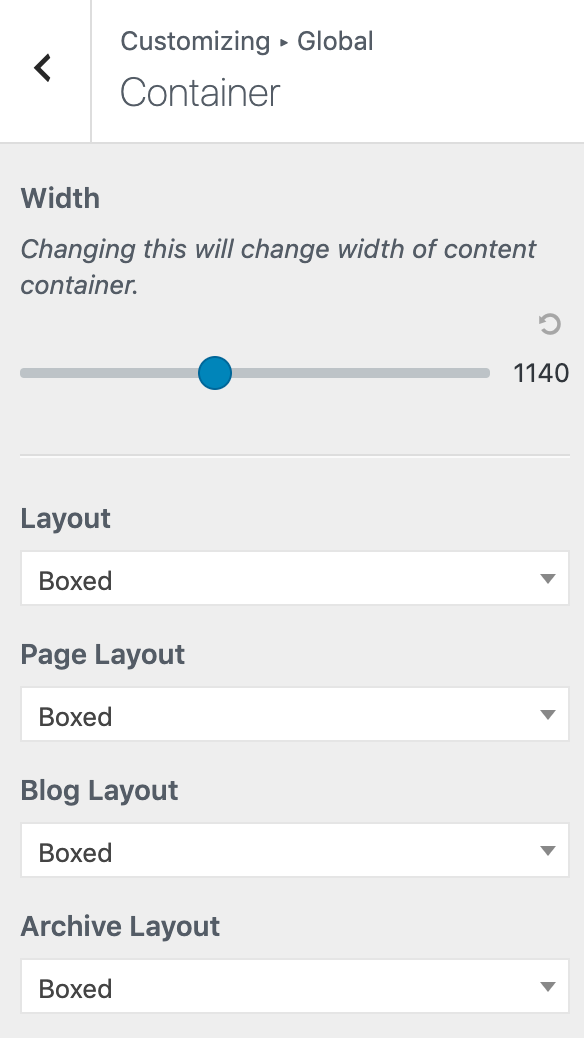 Customizing ▸ Global
Container
Width
Changing this will change width of content
container.
1140
Layout
Boxed
Page Layout
Boxed
Blog Layout
Boxed
Archive Layout
Boxed